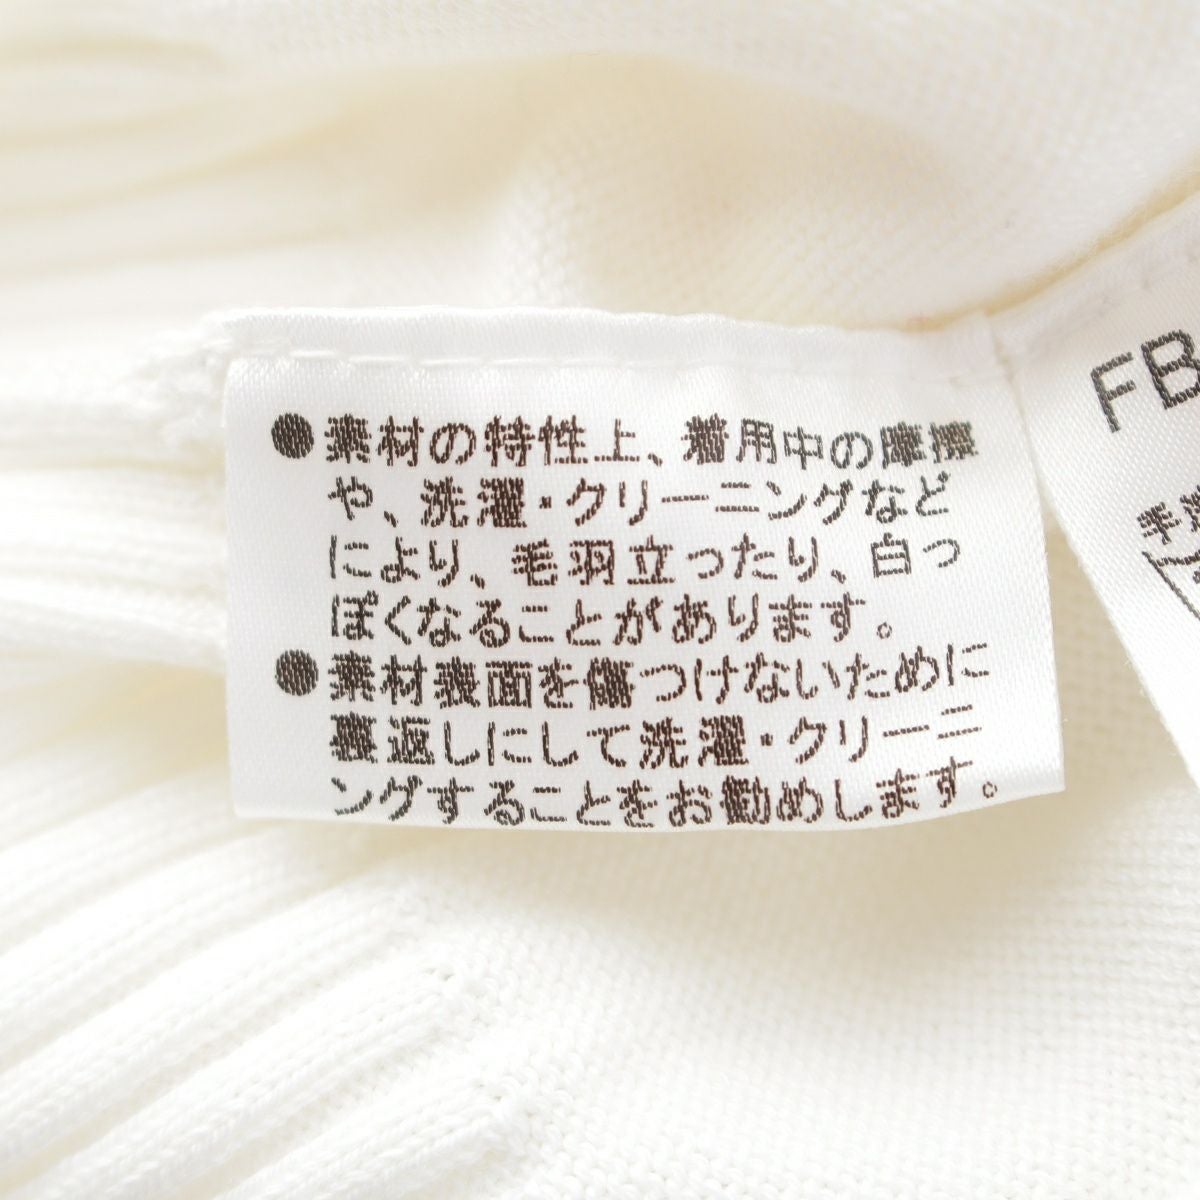 ●素材の特性上、着用中の摩擦
や、洗濯・クリーニングなど
により、毛羽立ったり、白っ
ぽくなることがあります。
●素材表面を傷つけないために
裏返しにして洗濯・クリーニ
ングすることをお勧めします。
FB
手洗